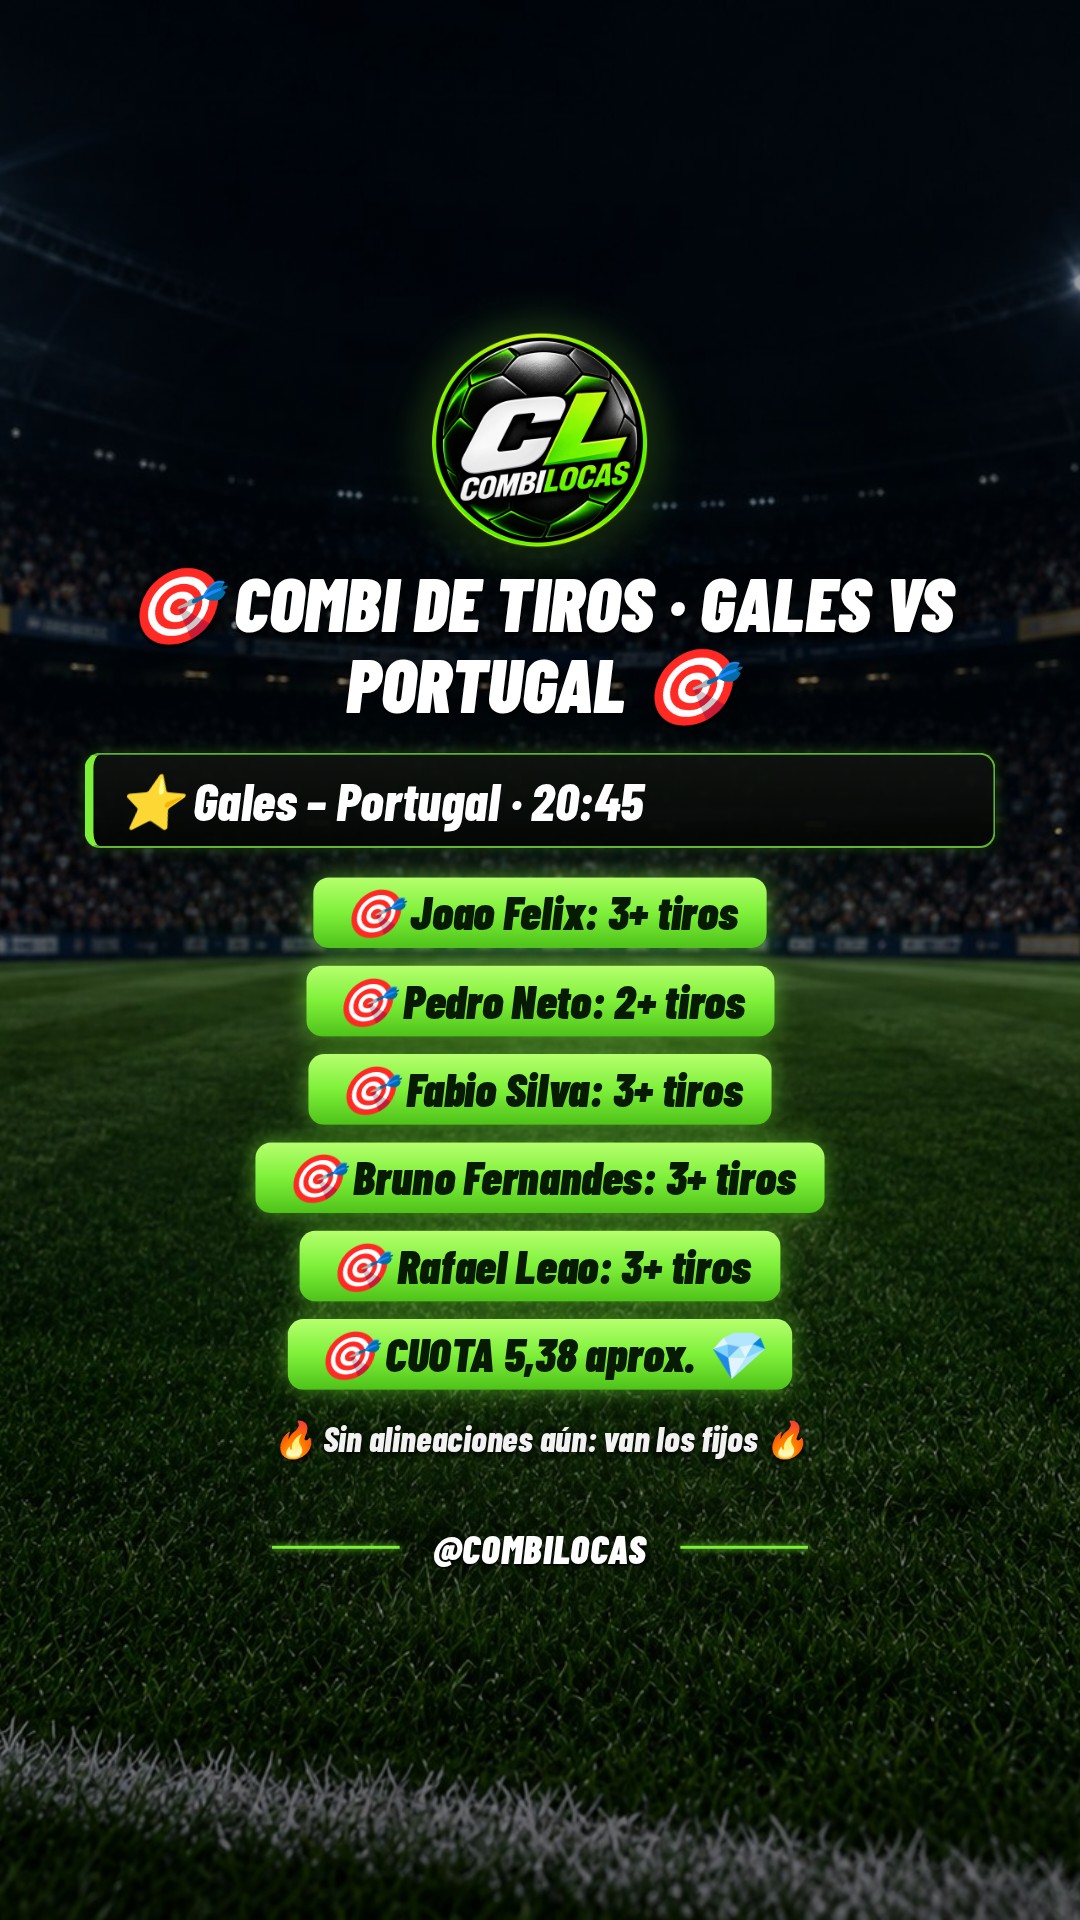 CL
COMBILOCAS
🎯 COMBI DE TIROS · GALES VS
PORTUGAL 🎯
⭐ Gales – Portugal · 20:45
🎯 Joao Felix: 3+ tiros
🎯 Pedro Neto: 2+ tiros
🎯 Fabio Silva: 3+ tiros
🎯 Bruno Fernandes: 3+ tiros
🎯 Rafael Leao: 3+ tiros
🎯 CUOTA 5,38 aprox. 💎
🔥 Sin alineaciones aún: van los fijos 🔥
@COMBILOCAS